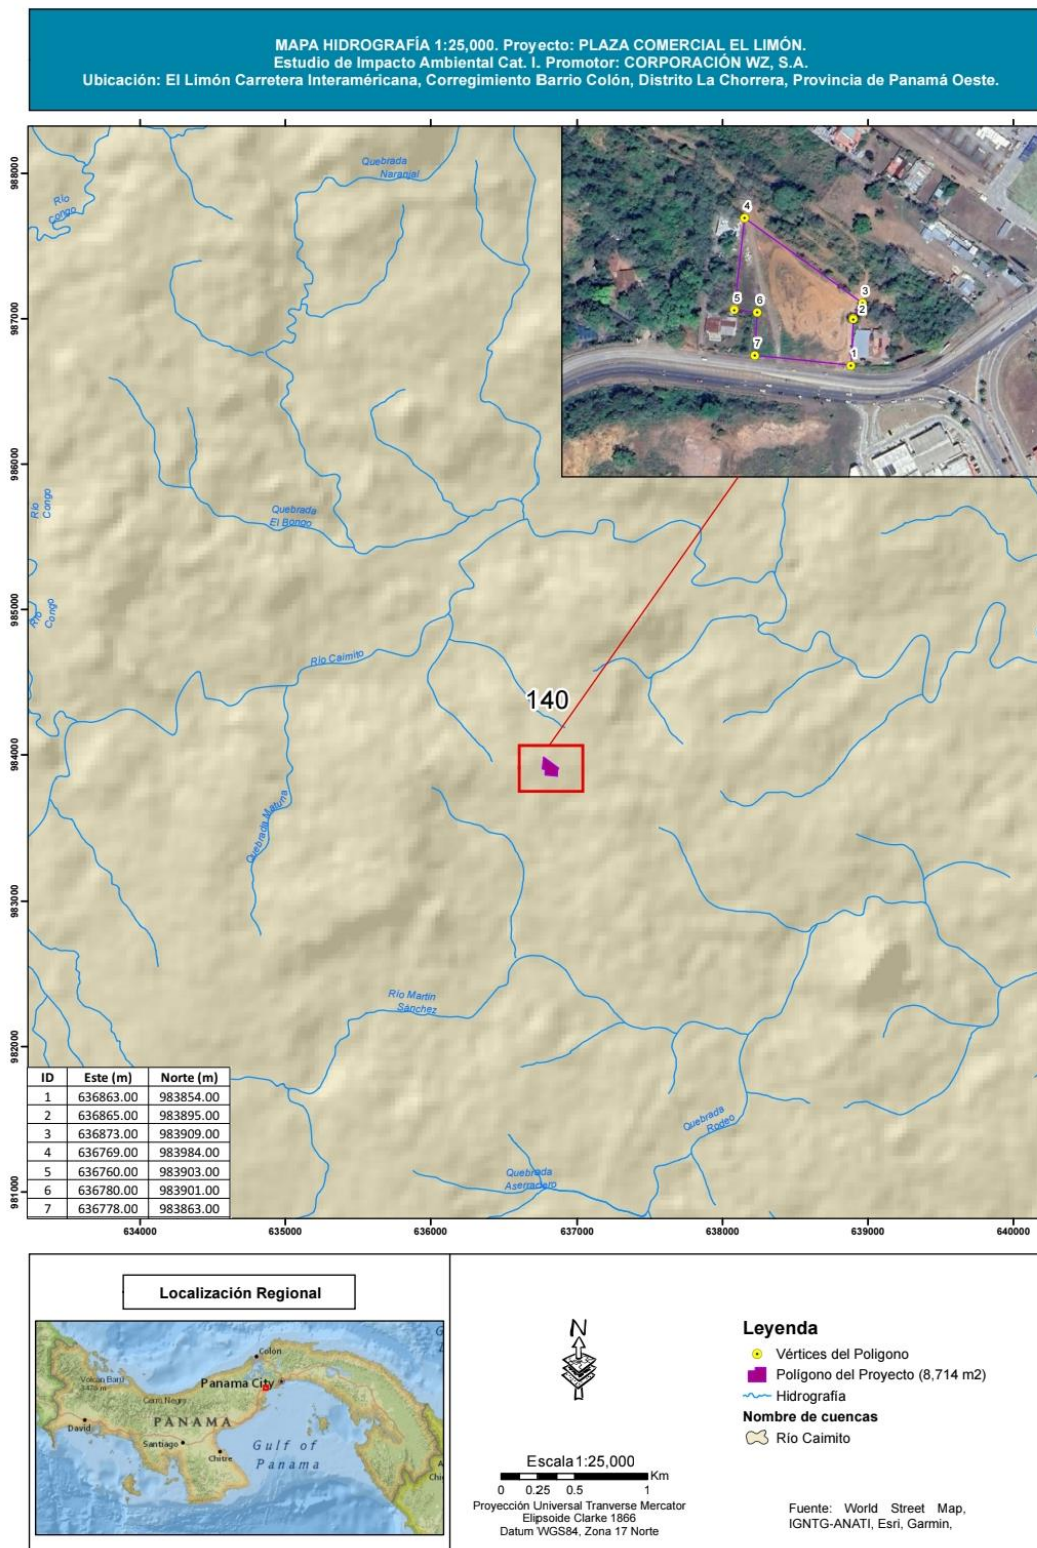 MAPA HIDROGRAFÍA 1:25,000. Proyecto: PLAZA COMERCIAL EL LIMÓN.
Estudio de Impacto Ambiental Cat. I. Promotor: CORPORACIÓN WZ, S.A.
Ubicación: El Limón Carretera Interaméricana, Corregimiento Barrio Colón, Distrito La Chorrera, Provincia de Panamá Oeste.
988000
987000
986000
985000
984000
983000
982000
981000
Río
Congo
Quebrada
Naranjal
4
5
6
3
2
7
1
Río
Congo
Quebrada
El Bongo
Río
Congo
Río Caimito
140
Quebrada Matuna
Río Martín
Sánchez
Quebrada
Rodeo
Quebrada
Aserradero
ID Este (m) Norte (m)
1 636863.00 983854.00
2 636865.00 983895.00
3 636873.00 983909.00
4 636769.00 983984.00
5 636760.00 983903.00
6 636780.00 983901.00
7 636778.00 983863.00
634000 635000 636000 637000 638000 639000 640000
Localización Regional
Colón
Panama City
Volcan Baru
3475 m
Cerro Negro
PANAMA
David
Santiago
Chitre
Gulf of
Panama
N
Escala 1:25,000
Km
0 0.25 0.5 1
Proyección Universal Tranverse Mercator
Elipsoide Clarke 1866
Datum WGS84, Zona 17 Norte
Leyenda
Vértices del Poligono
Polígono del Proyecto (8,714 m2)
Hidrografía
Nombre de cuencas
Río Caimito
Fuente: World Street Map,
IGNTG-ANATI, Esri, Garmin,